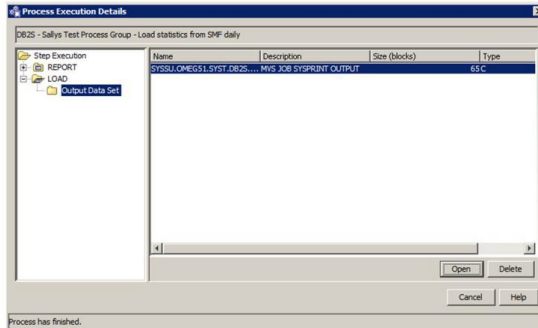 Process Execution Details
DB2S - Sallys Test Process Group - Load statistics from SMF daily
Step Execution
REPORT
LOAD
Output Data Set
Name Description Size (blocks) Type
SYSSU.OMEG51.SYST.DB2S.... MVS JOB SYSPRINT OUTPUT 65 C
Open Delete
Cancel Help
Process has finished.